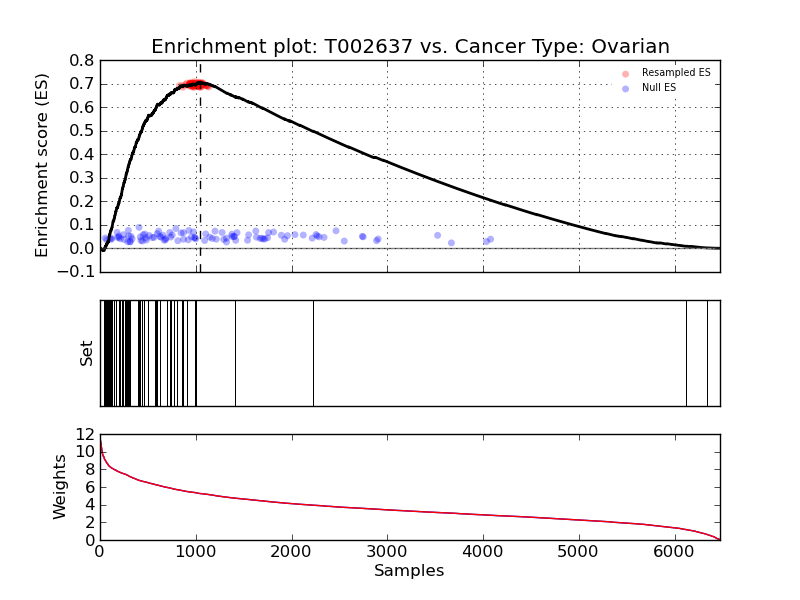 Enrichment plot: T002637 vs. Cancer Type: Ovarian
0.8
0.7
0.6
0.5
0.4
0.3
0.2
0.1
0.0
−0.1
Enrichment score (ES)
Resampled ES
Null ES
Set
12
10
8
6
4
2
0
Weights
0 1000 2000 3000 4000 5000 6000
Samples